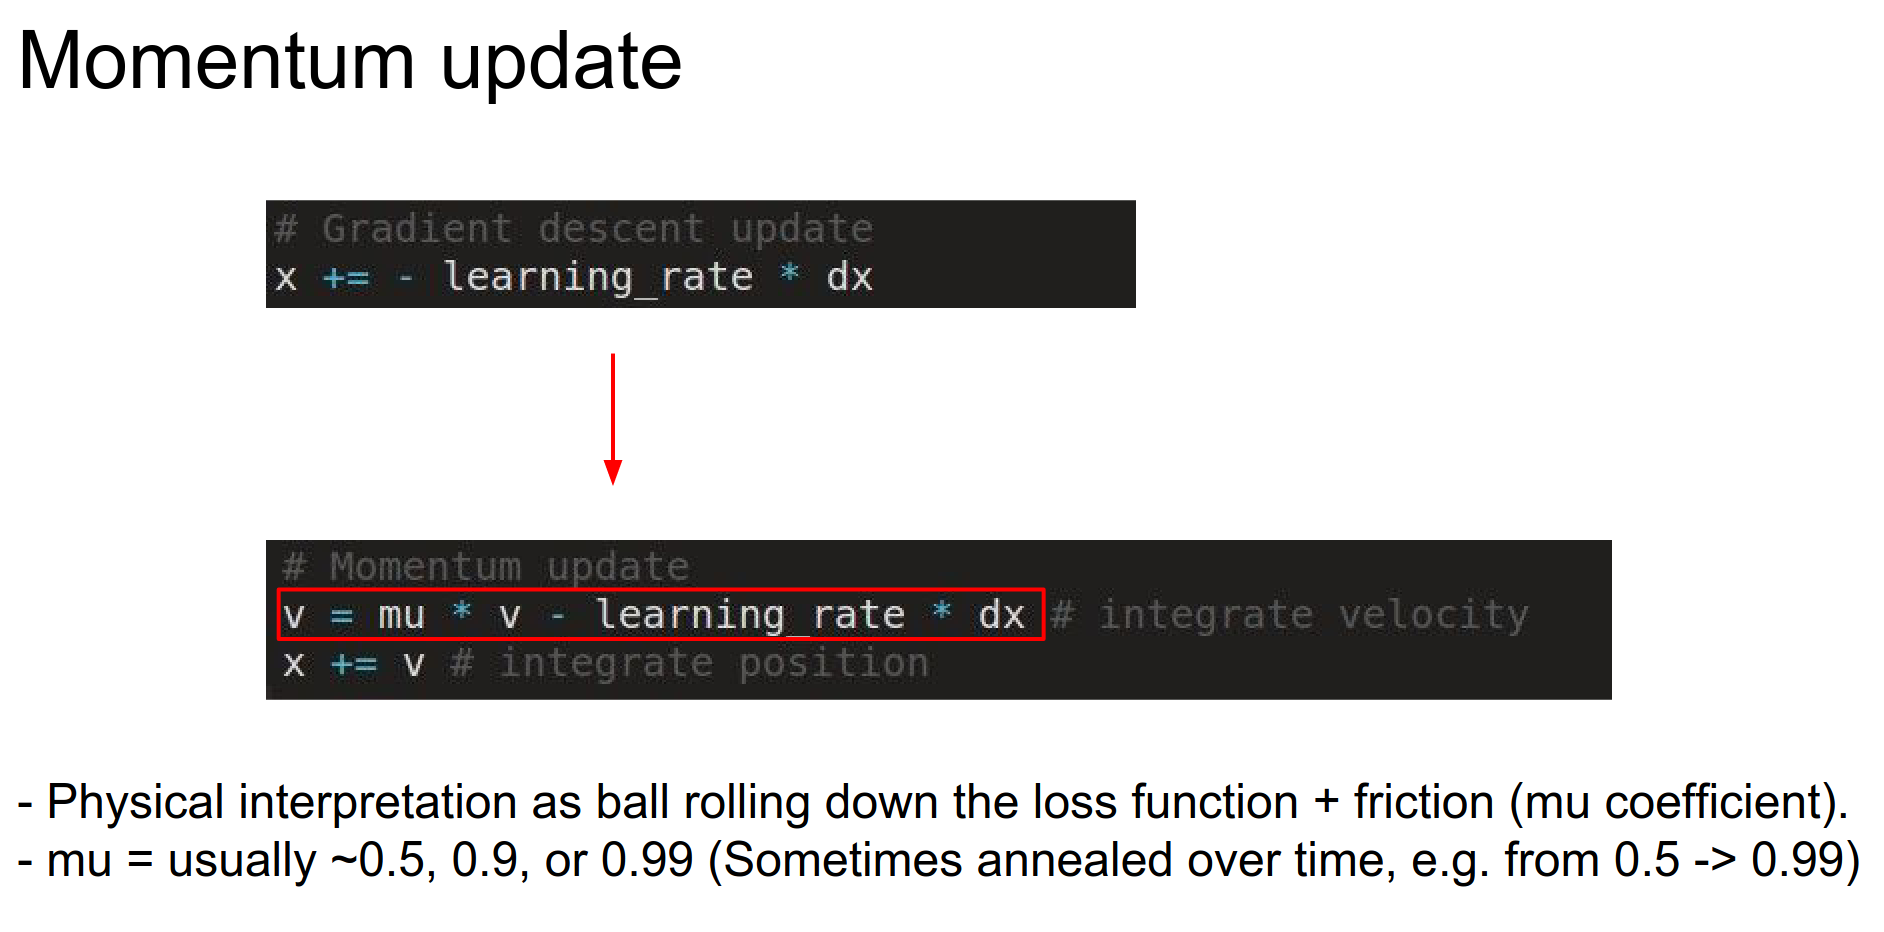 Momentum update
# Gradient descent update
x += - learning_rate * dx
# Momentum update
v = mu * v - learning_rate * dx # integrate velocity
x += v # integrate position
- Physical interpretation as ball rolling down the loss function + friction (mu coefficient).
- mu = usually ~0.5, 0.9, or 0.99 (Sometimes annealed over time, e.g. from 0.5 -> 0.99)